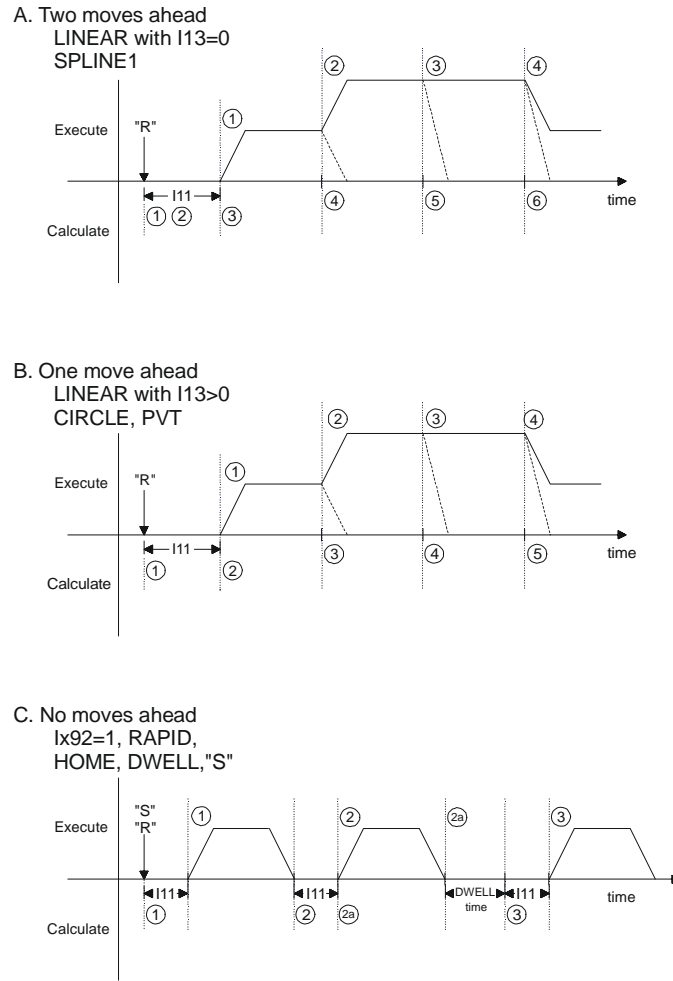 A. Two moves ahead
LINEAR with I13=0
SPLINE1
② ③ ④
①
Execute "R"
I11
① ② ③ ④ ⑤ ⑥
time
Calculate
B. One move ahead
LINEAR with I13>0
CIRCLE, PVT
② ③ ④
①
Execute "R"
I11
① ② ③ ④ ⑤
time
Calculate
C. No moves ahead
Ix92=1, RAPID,
HOME, DWELL,"S"
"S"
① ② 2a ③
Execute "R"
I11 I11 DWELL I11 time
time
① ② 2a ③
Calculate